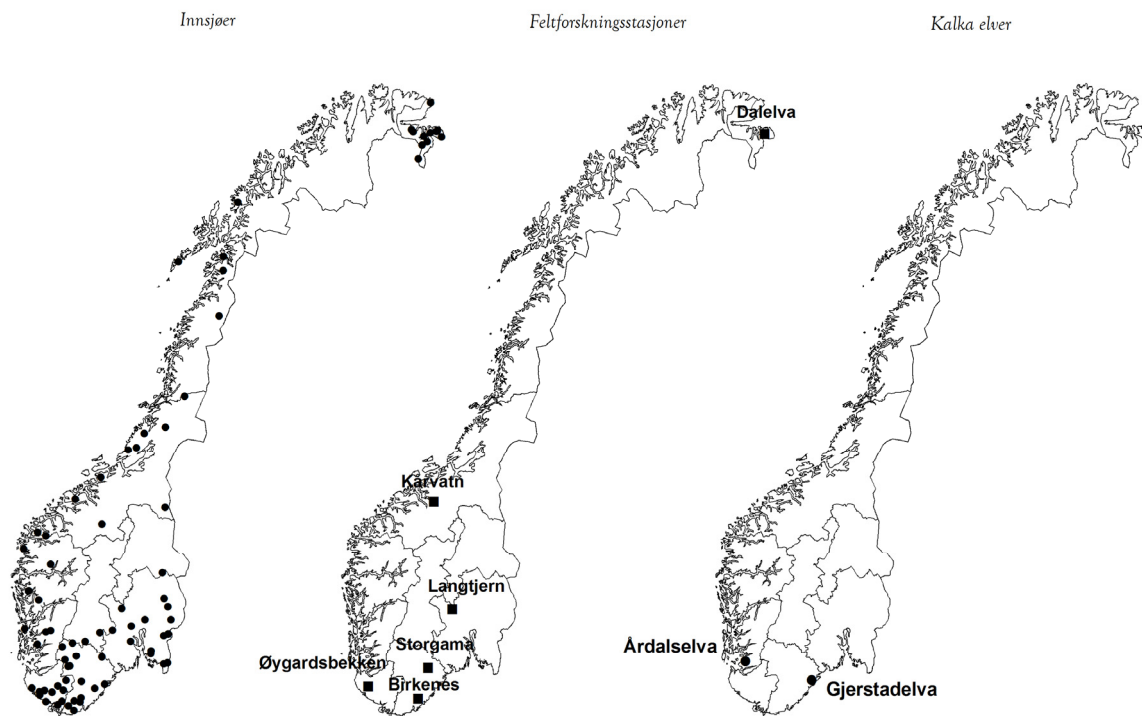 Innsjøer
Feltforskningsstasjoner
Kalka elver
Dalelva
Kårvatn
Langtjern
Storgama
Øygardsbekken
Birkenes
Årdalselva
Gjerstadelva